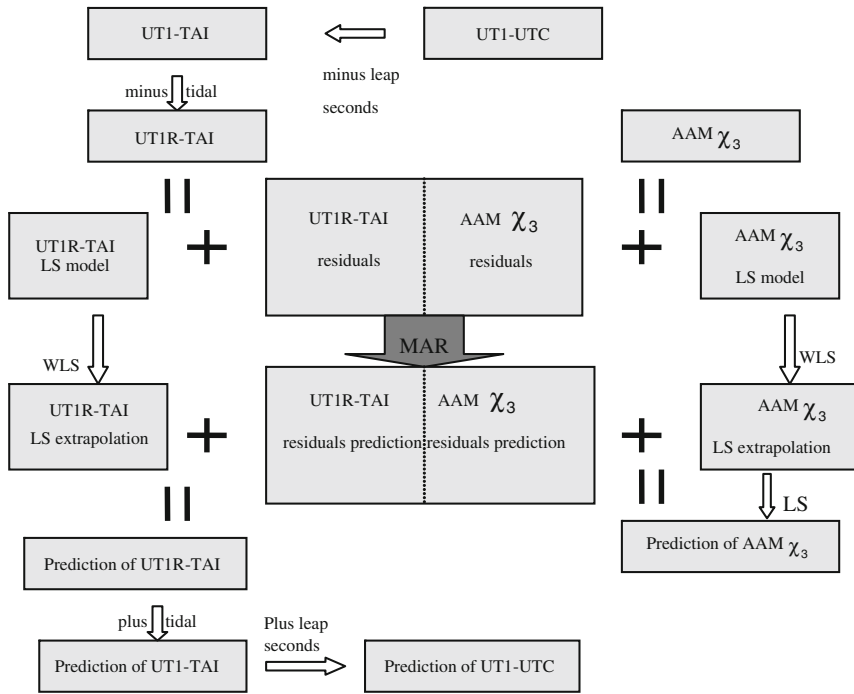 UT1-TAI
UT1-UTC
minus leap
seconds
minus tidal
UT1R-TAI
AAM χ3
UT1R-TAI
LS model
UT1R-TAI
residuals
AAM χ3
residuals
AAM χ3
LS model
MAR
WLS
WLS
UT1R-TAI
LS extrapolation
UT1R-TAI
residuals prediction
AAM χ3
residuals prediction
AAM χ3
LS extrapolation
LS
Prediction of UT1R-TAI
Prediction of AAM χ3
plus tidal
Plus leap
seconds
Prediction of UT1-TAI
Prediction of UT1-UTC